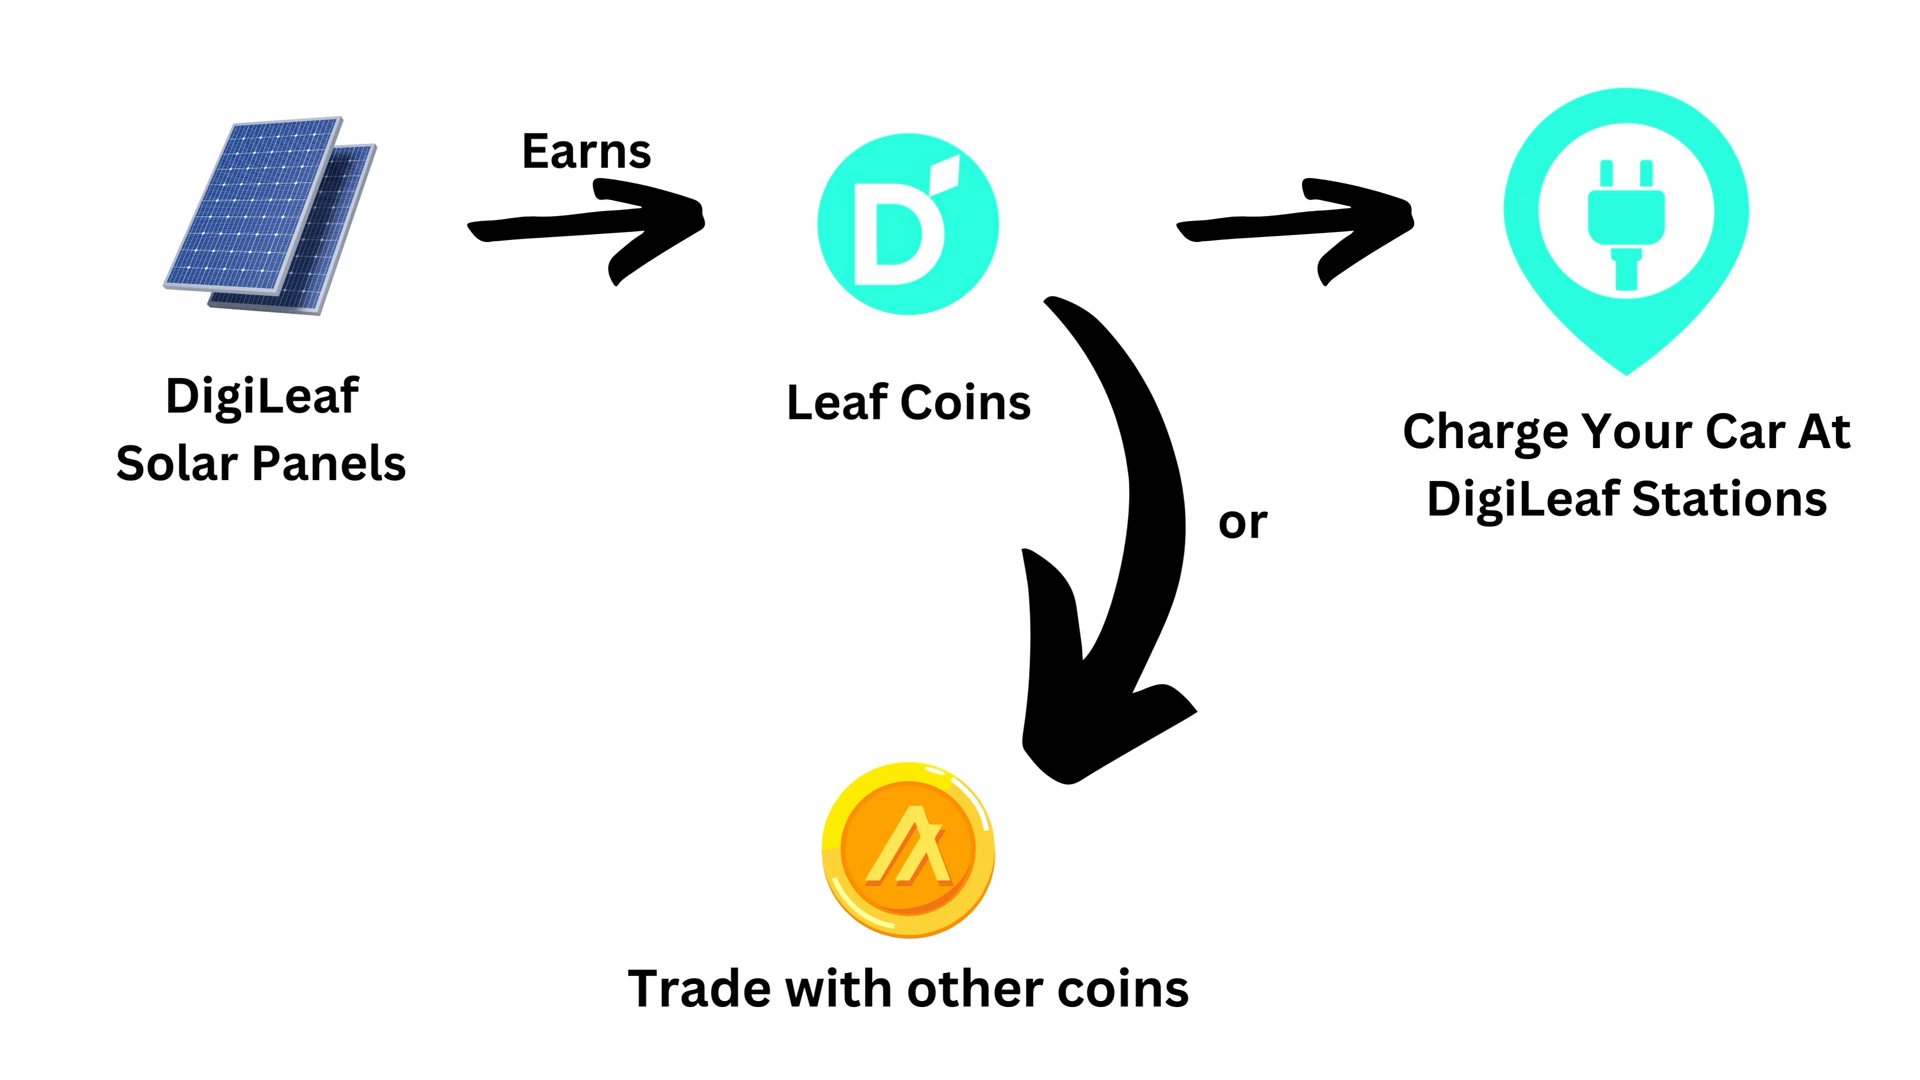 Earns
D
DigiLeaf
Solar Panels
Leaf Coins
Charge Your Car At
DigiLeaf Stations
or
Trade with other coins